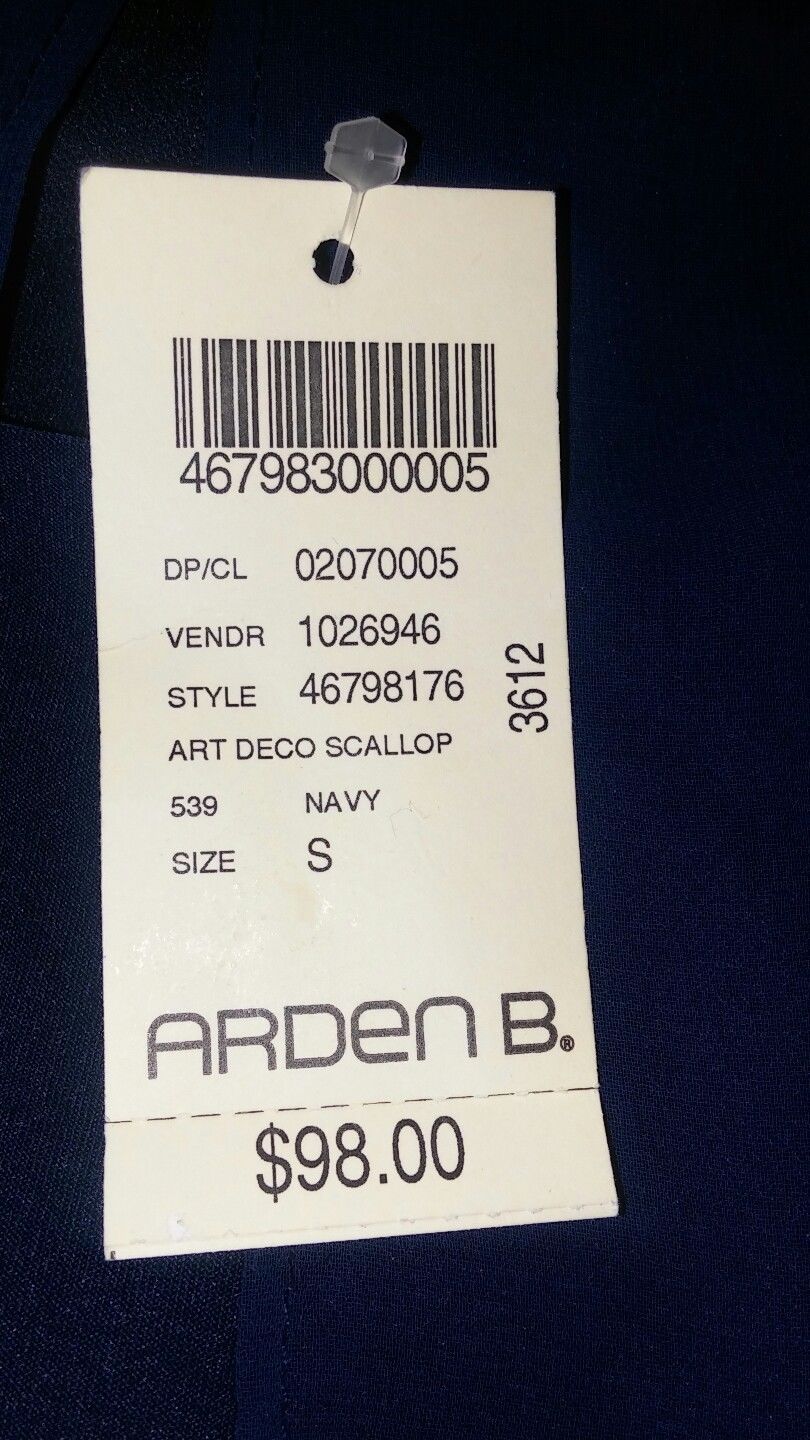 467983000005
DP/CL 02070005
VENDR 1026946
STYLE 46798176
3612
ART DECO SCALLOP
539 NAVY
SIZE S
ARDEN B.®
$98.00